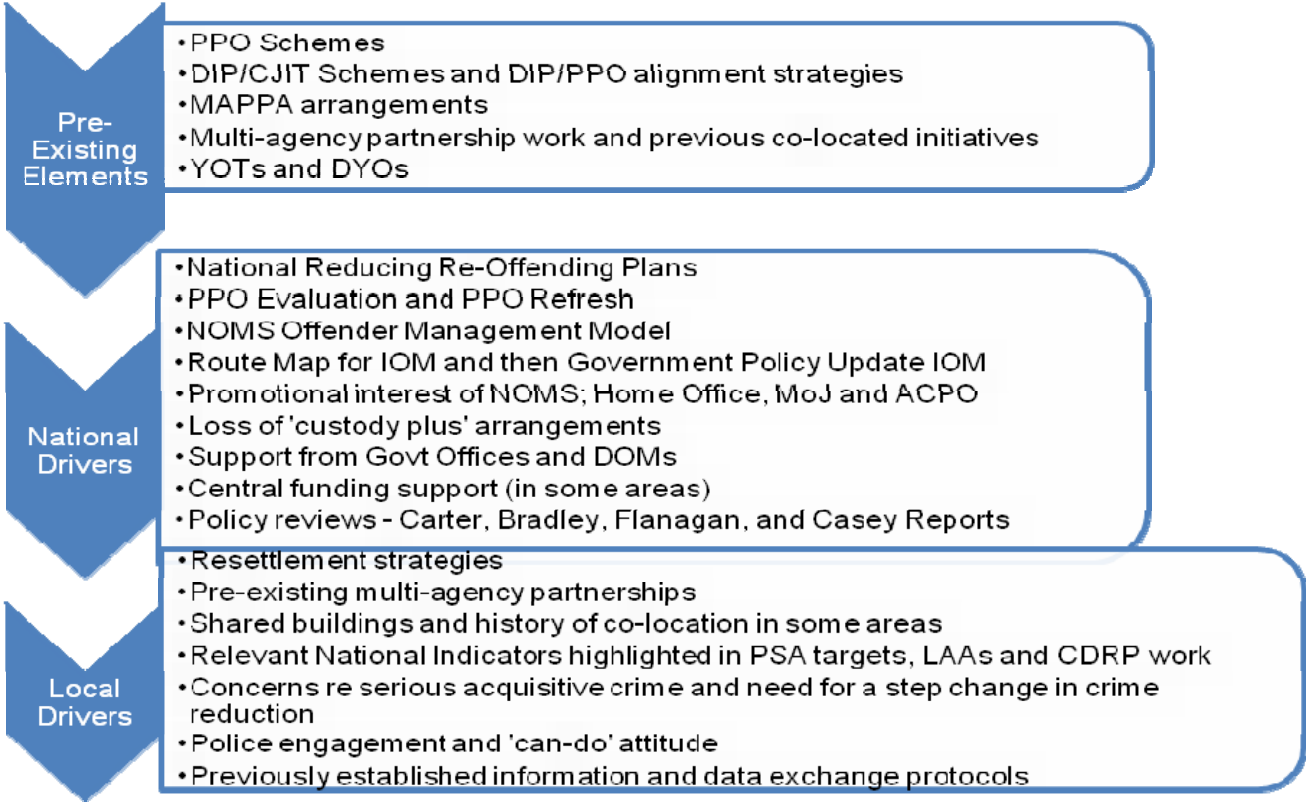 Pre-
Existing
Elements
•PPO Schemes
•DIP/CJIT Schemes and DIP/PPO alignment strategies
•MAPPA arrangements
•Multi-agency partnership work and previous co-located initiatives
•YOTs and DYOs
National
Drivers
•National Reducing Re-Offending Plans
•PPO Evaluation and PPO Refresh
•NOMS Offender Management Model
•Route Map for IOM and then Government Policy Update IOM
•Promotional interest of NOMS; Home Office, MoJ and ACPO
•Loss of 'custody plus' arrangements
•Support from Govt Offices and DOMs
•Central funding support (in some areas)
•Policy reviews - Carter, Bradley, Flanagan, and Casey Reports
Local
Drivers
•Resettlement strategies
•Pre-existing multi-agency partnerships
•Shared buildings and history of co-location in some areas
•Relevant National Indicators highlighted in PSA targets, LAAs and CDRP work
•Concerns re serious acquisitive crime and need for a step change in crime
reduction
•Police engagement and 'can-do' attitude
•Previously established information and data exchange protocols